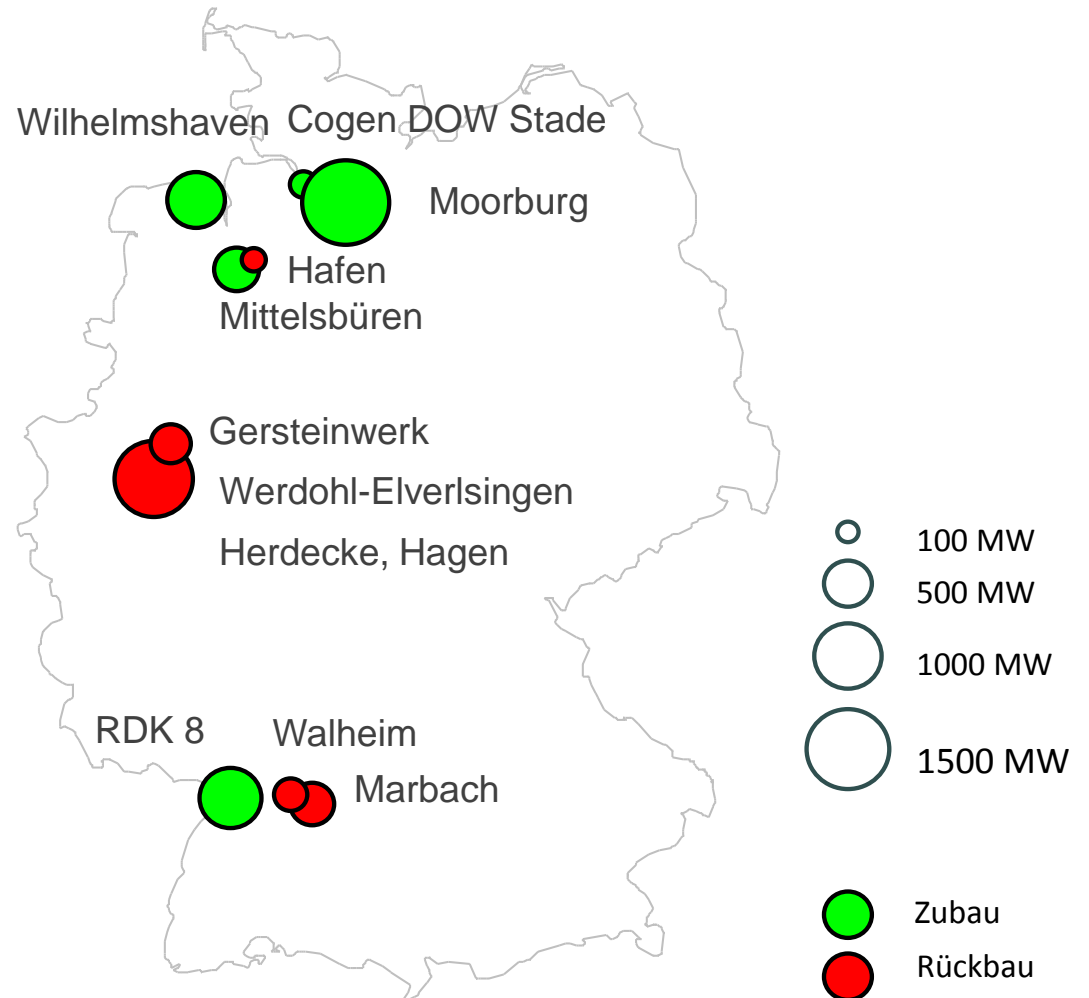 Wilhelmshaven
Cogen DOW Stade
Moorburg
Hafen
Mittelsbüren
Gersteinwerk
Werdohl-Elverlsingen
Herdecke, Hagen
100 MW
500 MW
1000 MW
1500 MW
RDK 8
Walheim
Marbach
Zubau
Rückbau